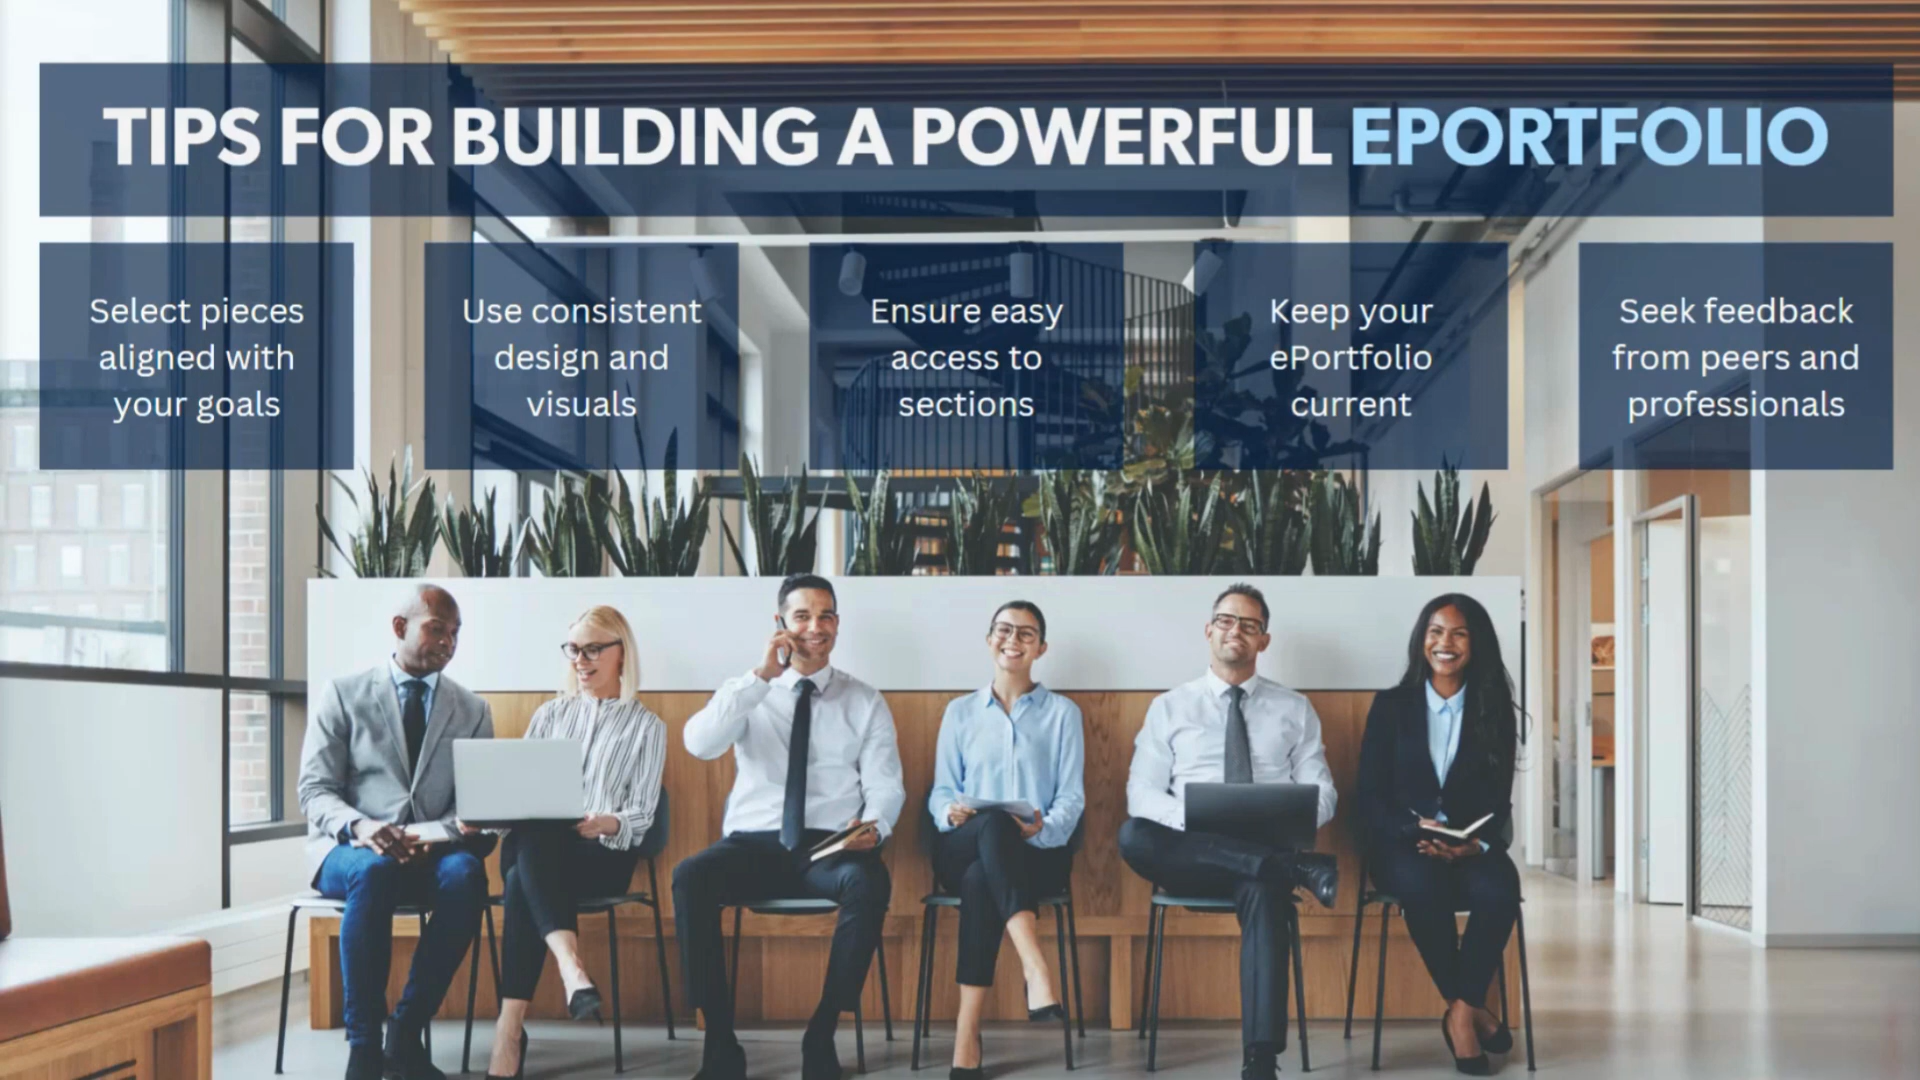 TIPS FOR BUILDING A POWERFUL EPORTFOLIO
Select pieces
aligned with
your goals
Use consistent
design and
visuals
Ensure easy
access to
sections
Keep your
ePortfolio
current
Seek feedback
from peers and
professionals